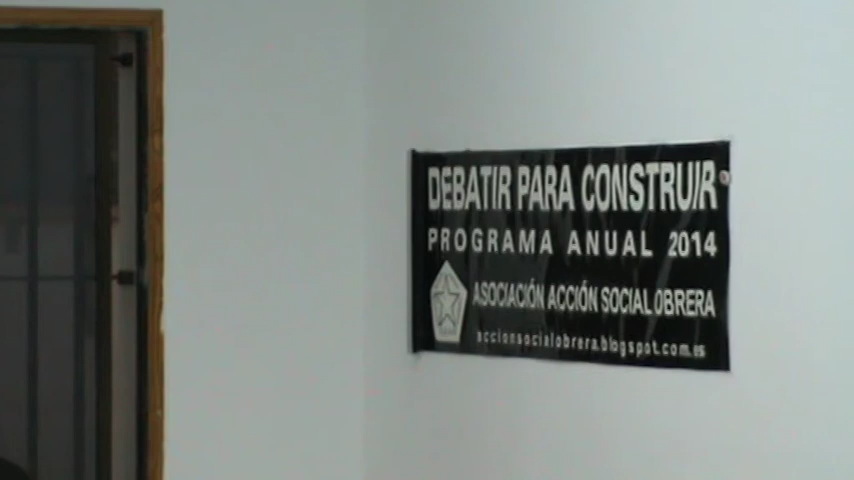 DEBATIR PARA CONSTRUIR
PROGRAMA ANUAL 2014
ASOCIACIÓN ACCIÓN SOCIAL OBRERA
accionsocialobrera.blogspot.com.es